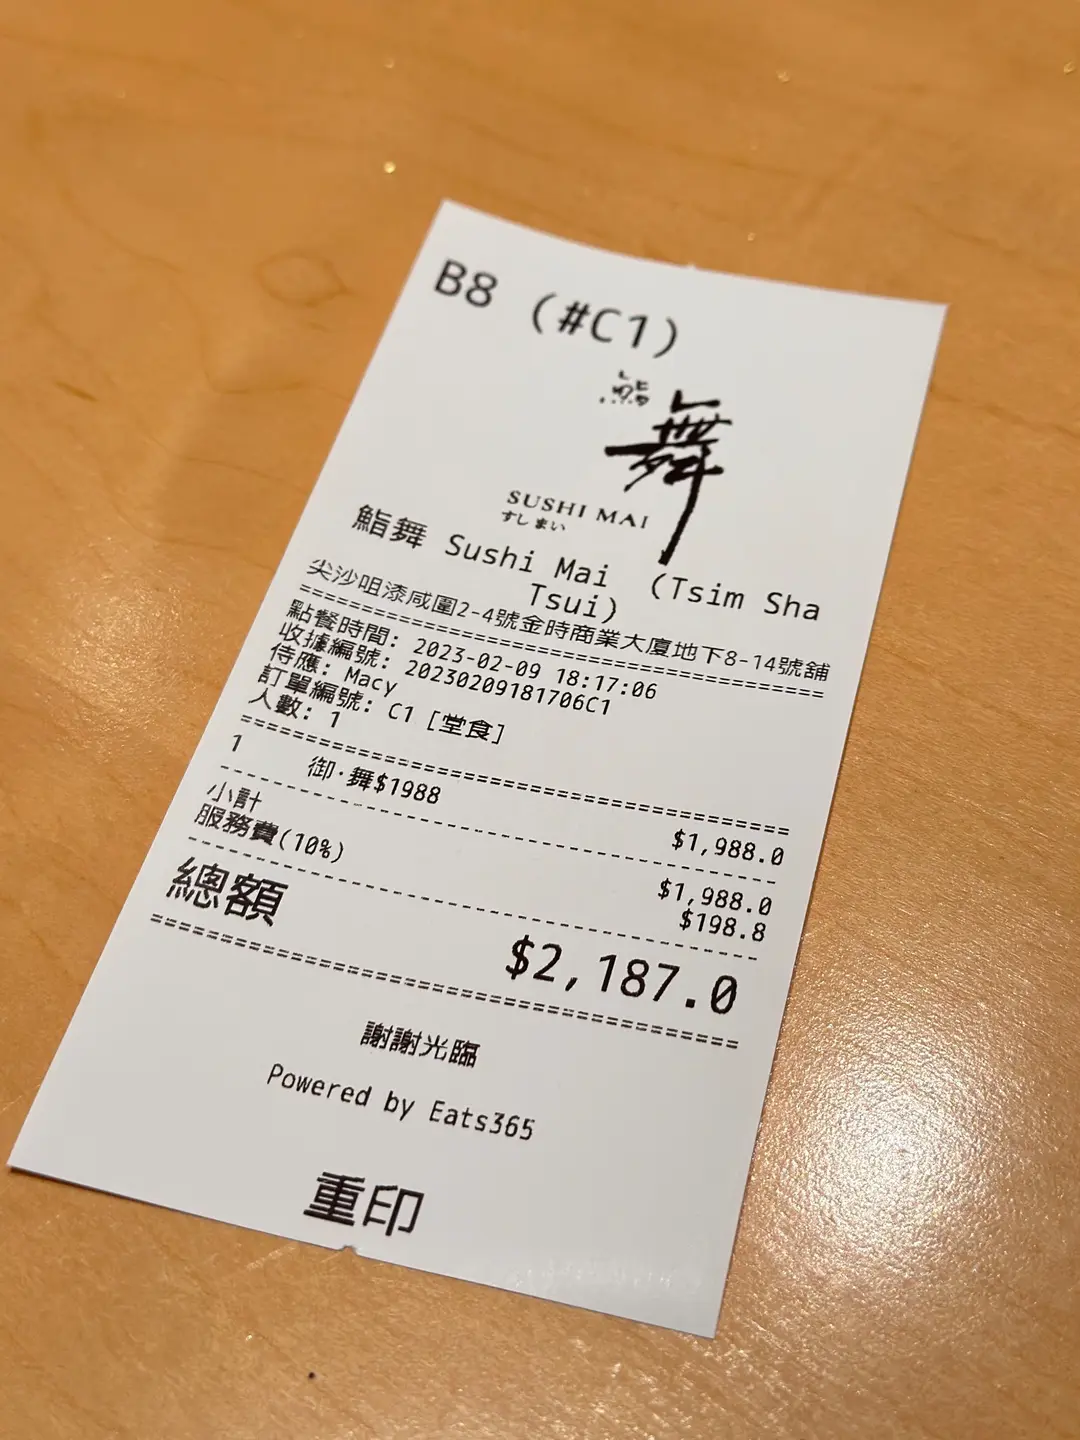 B8 (#C1)
鮨
舞
SUSHI MAI
すし まい
鮨舞 Sushi Mai (Tsim Sha
Tsui)
尖沙咀漆咸圍2-4號金時商業大廈地下8-14號舖
========================================
點餐時間: 2023-02-09 18:17:06
收據編號: 20230209181706C1
侍應: Macy
訂單編號: C1 [堂食]
人數: 1
========================================
1 御·舞$1988 $1,988.0
----------------------------------------
小計 $1,988.0
服務費(10%) $198.8
----------------------------------------
總額 $2,187.0
========================================
謝謝光臨
Powered by Eats365
重印